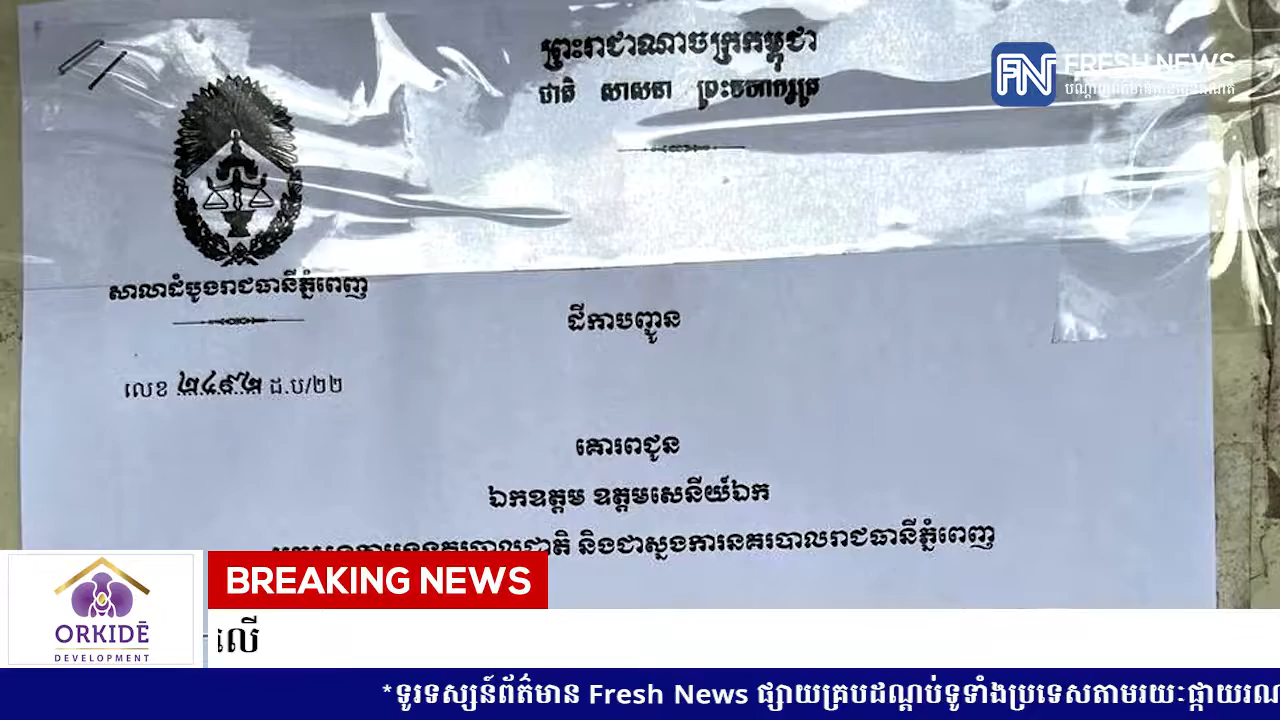 ព្រះរាជាណាចក្រកម្ពុជា
ជាតិ សាសនា ព្រះមហាក្សត្រ
FN FRESH NEWS
សាលាដំបូងរាជធានីភ្នំពេញ
ដីកាបញ្ជូន
លេខ ២៤៩២ ដ.ប/២២
គោរពជូន
ឯកឧត្តម ឧត្តមសេនីយ៍ឯក
និងជាស្នងការនគរបាលរាជធានីភ្នំពេញ
BREAKING NEWS
លើ
ORKIDĒ
DEVELOPMENT
*ទូរទស្សន៍ព័ត៌មាន Fresh News ផ្សាយគ្របដណ្តប់ទូទាំងប្រទេសតាមរយៈផ្កាយរណ